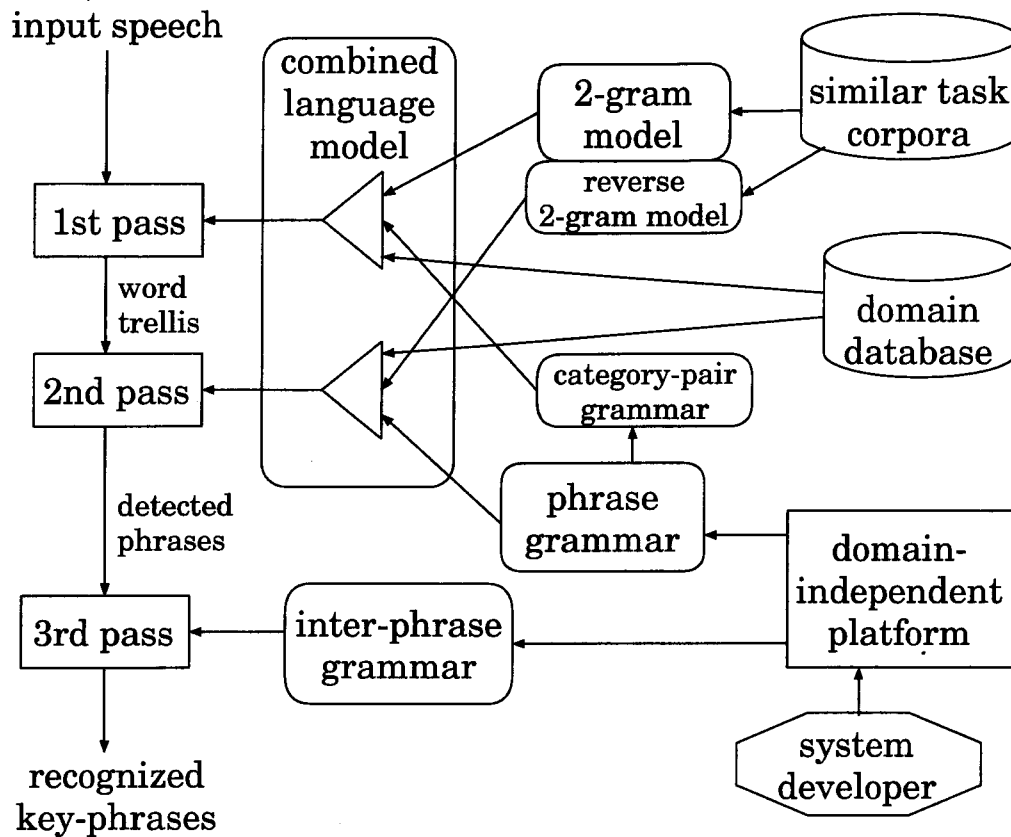 input speech
combined
language
model
2-gram
model
similar task
corpora
reverse
2-gram model
1st pass
word
trellis
domain
database
2nd pass
category-pair
grammar
detected
phrases
phrase
grammar
domain-
independent
platform
3rd pass
inter-phrase
grammar
system
developer
recognized
key-phrases